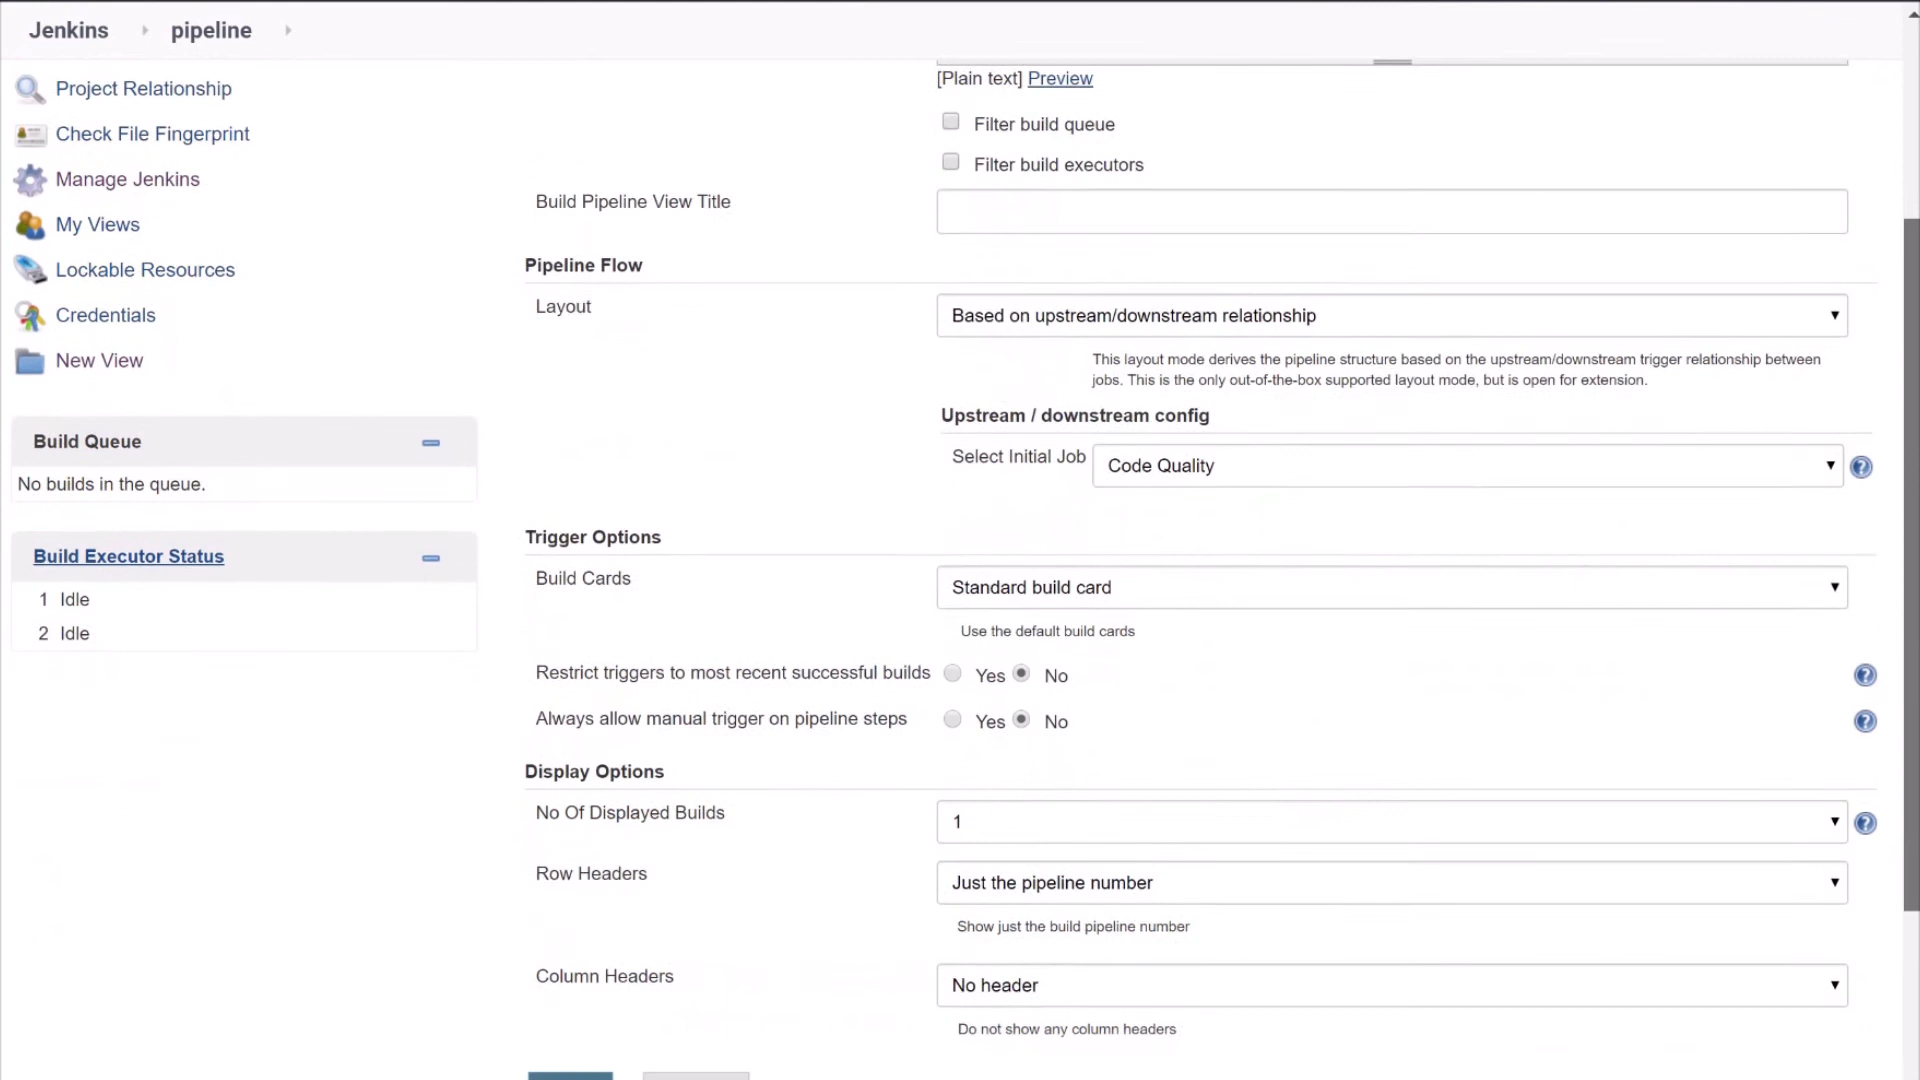 Jenkins pipeline
Project Relationship
Check File Fingerprint
Manage Jenkins
My Views
Lockable Resources
Credentials
New View
Build Queue
No builds in the queue.
Build Executor Status
1 Idle
2 Idle
[Plain text] Preview
Filter build queue
Filter build executors
Build Pipeline View Title
Pipeline Flow
Layout
Based on upstream/downstream relationship
This layout mode derives the pipeline structure based on the upstream/downstream trigger relationship between
jobs. This is the only out-of-the-box supported layout mode, but is open for extension.
Upstream / downstream config
Select Initial Job Code Quality
Trigger Options
Build Cards
Standard build card
Use the default build cards
Restrict triggers to most recent successful builds Yes No
Always allow manual trigger on pipeline steps Yes No
Display Options
No Of Displayed Builds
1
Row Headers
Just the pipeline number
Show just the build pipeline number
Column Headers
No header
Do not show any column headers